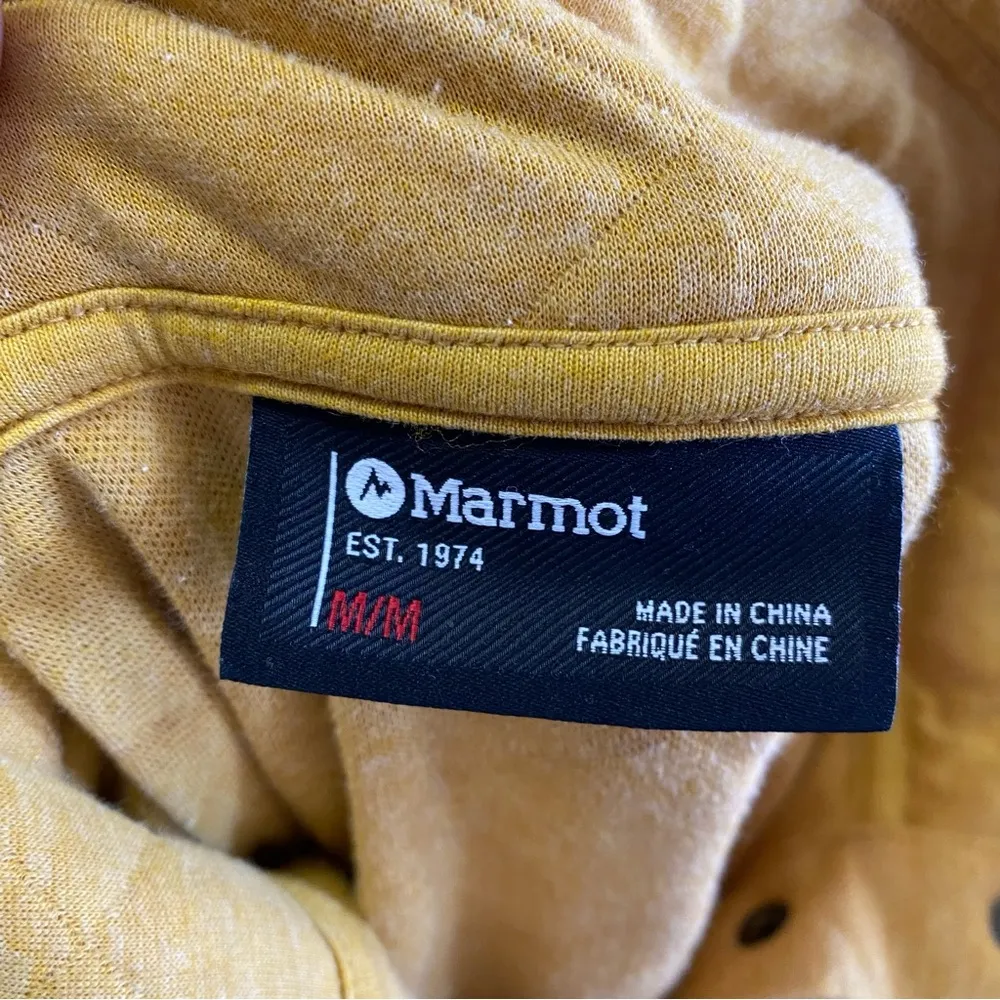 Marmot
EST. 1974
M/M
MADE IN CHINA
FABRIQUÉ EN CHINE